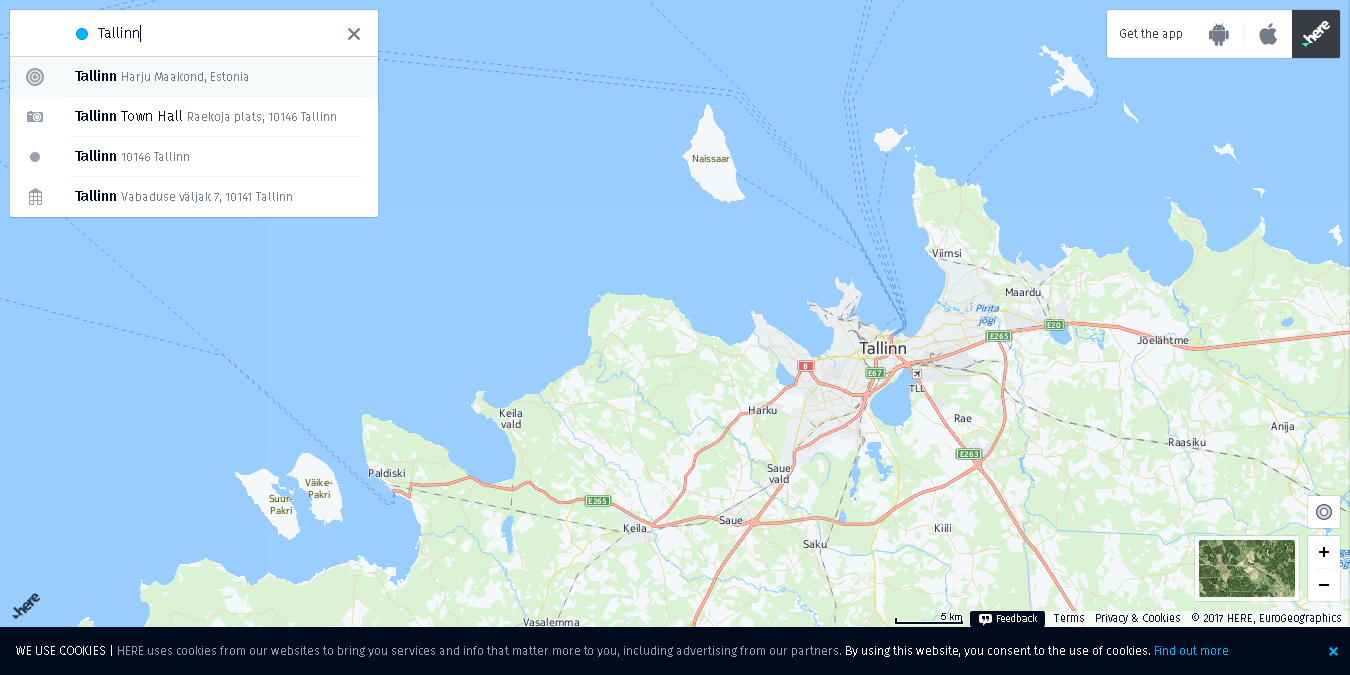 Tallinn
Tallinn Harju Maakond, Estonia
Tallinn Town Hall Raekoja plats, 10146 Tallinn
Tallinn 10146 Tallinn
Tallinn Vabaduse väljak 7, 10141 Tallinn
Get the app
here
Naissaar
Viimsi
Maardu
Pirita
jõgi
E20
E265
Jõelähtme
Tallinn
8
E67
TLL
Harku
Rae
Keila
vald
Anija
Raasiku
E263
Paldiski
Saue
vald
Väike-
Pakri
Suur-
Pakri
E265
Keila
Saue
Kiili
Saku
here
Vasalemma
5 km
Feedback
Terms
Privacy & Cookies
© 2017 HERE, EuroGeographics
WE USE COOKIES | HERE uses cookies from our websites to bring you services and info that matter more to you, including advertising from our partners. By using this website, you consent to the use of cookies. Find out more